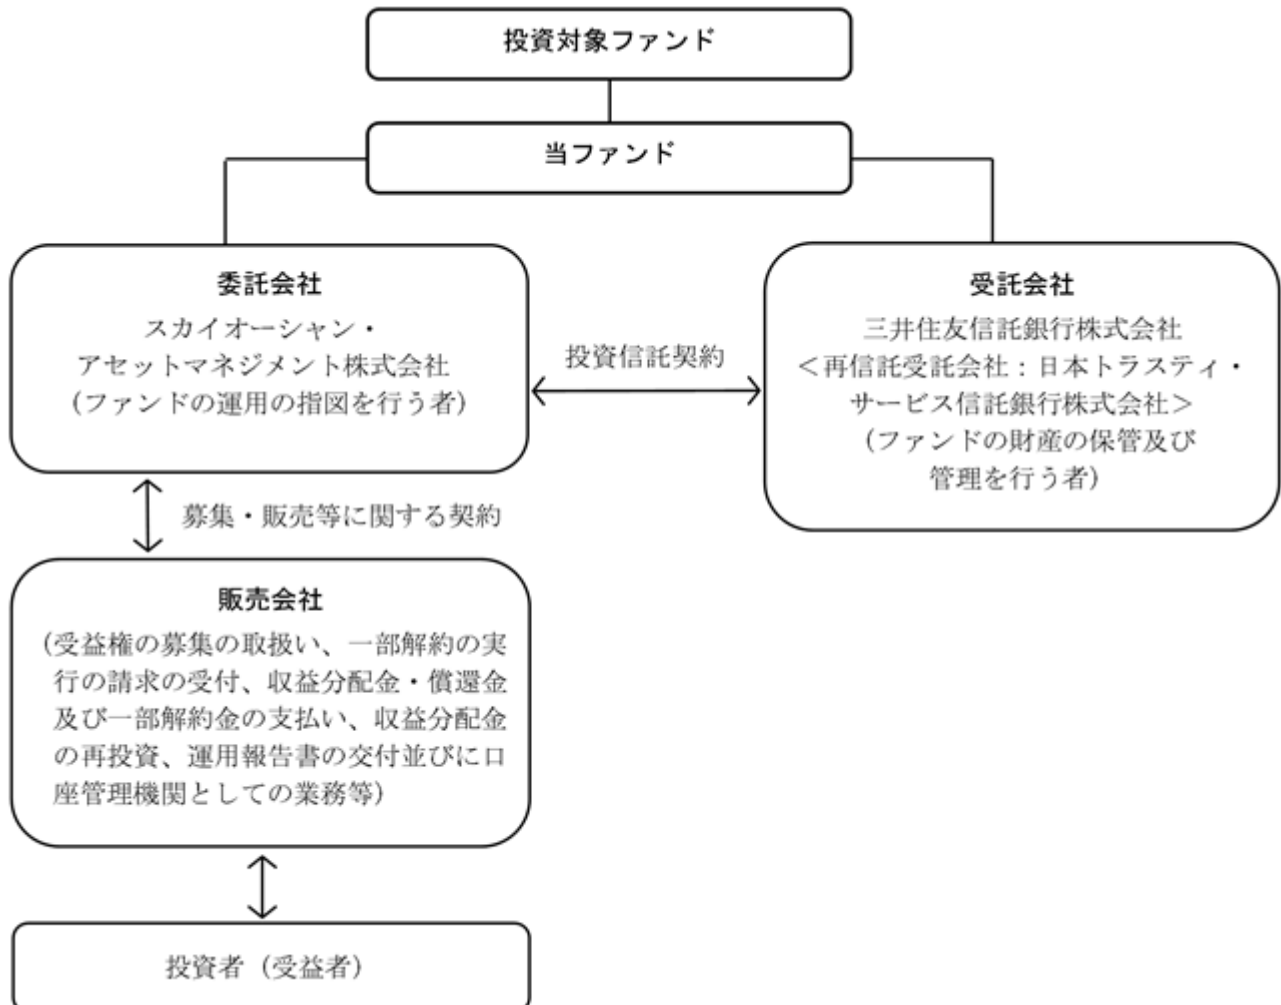 投資対象ファンド
当ファンド
委託会社
スカイオーシャン・
アセットマネジメント株式会社
(ファンドの運用の指図を行う者)
投資信託契約
受託会社
三井住友信託銀行株式会社
<再信託受託会社：日本トラスティ・
サービス信託銀行株式会社>
(ファンドの財産の保管及び
管理を行う者)
募集・販売等に関する契約
販売会社
(受益権の募集の取扱い、一部解約の実
行の請求の受付、収益分配金・償還金
及び一部解約金の支払い、収益分配金
の再投資、運用報告書の交付並びに口
座管理機関としての業務等)
投資者（受益者）